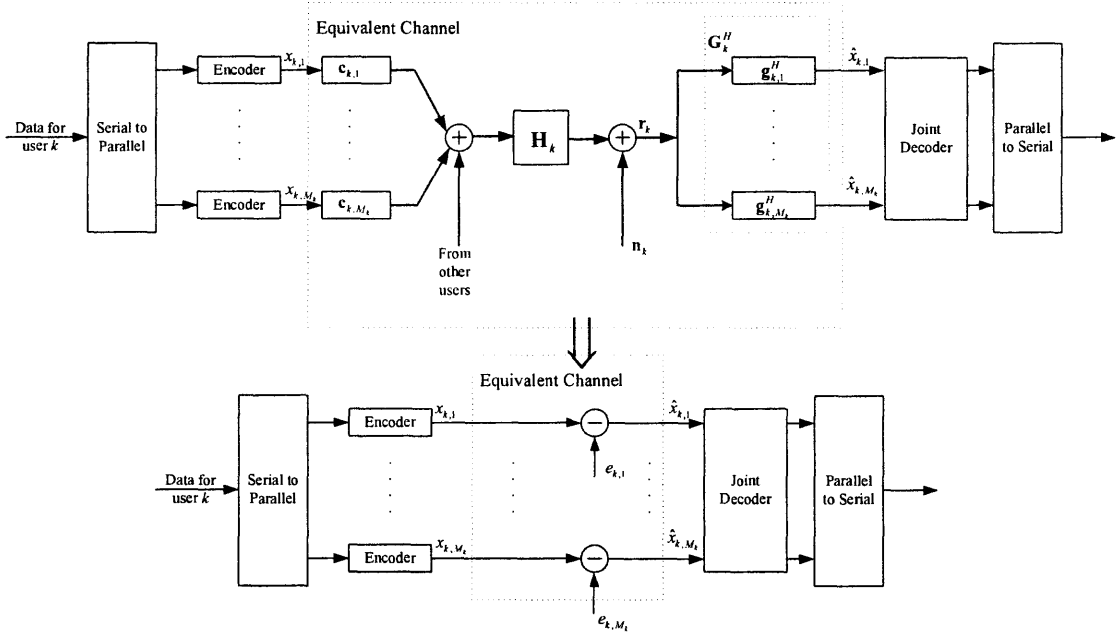 Equivalent Channel
G_k^H
Encoder
x_{k,1}
c_{k,1}
g_{k,1}^H
x̂_{k,1}
Data for
user k
Serial to
Parallel
H_k
r_k
Joint
Decoder
Parallel
to Serial
Encoder
x_{k,M_k}
c_{k,M_k}
g_{k,M_k}^H
x̂_{k,M_k}
From
other
users
n_k
Equivalent Channel
Encoder
x_{k,1}
x̂_{k,1}
e_{k,1}
Data for
user k
Serial to
Parallel
Joint
Decoder
Parallel
to Serial
Encoder
x_{k,M_k}
x̂_{k,M_k}
e_{k,M_k}